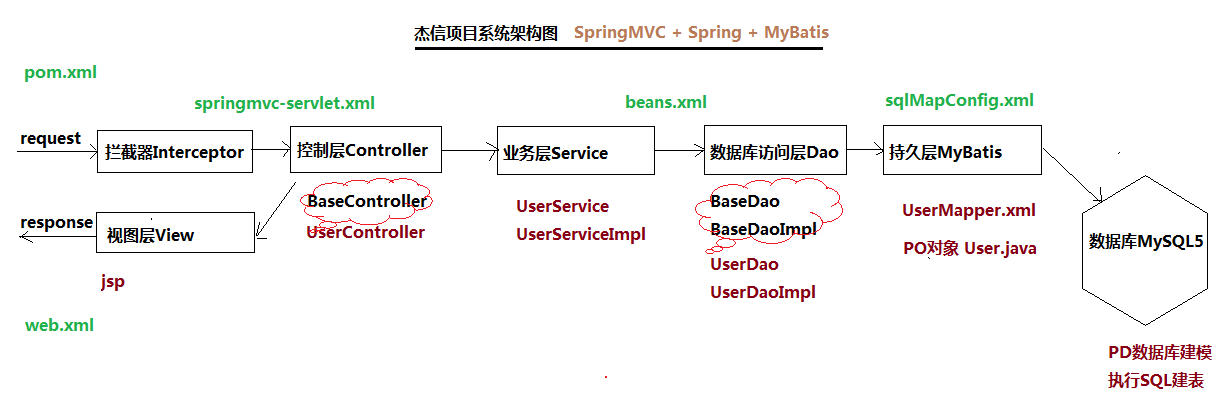 杰信项目系统架构图 SpringMVC + Spring + MyBatis
pom.xml
springmvc-servlet.xml
beans.xml
sqlMapConfig.xml
request
拦截器Interceptor
控制层Controller
业务层Service
数据库访问层Dao
持久层MyBatis
BaseController
UserController
UserService
UserServiceImpl
BaseDao
BaseDaoImpl
UserDao
UserDaoImpl
UserMapper.xml
PO对象 User.java
数据库MySQL5
response
视图层View
jsp
web.xml
PD数据库建模
执行SQL建表